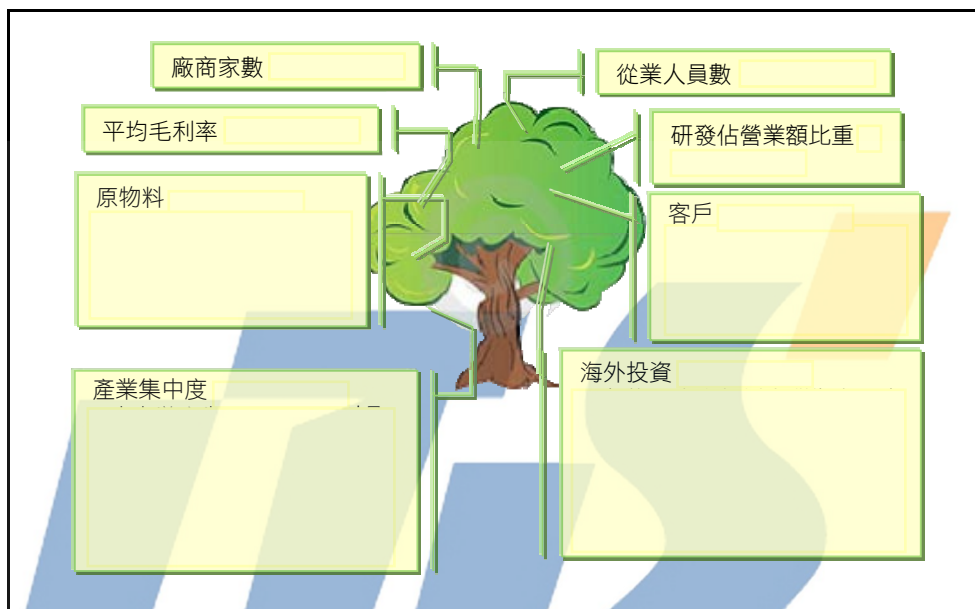 廠商家數
從業人員數
平均毛利率
研發佔營業額比重
原物料
客戶
產業集中度
海外投資